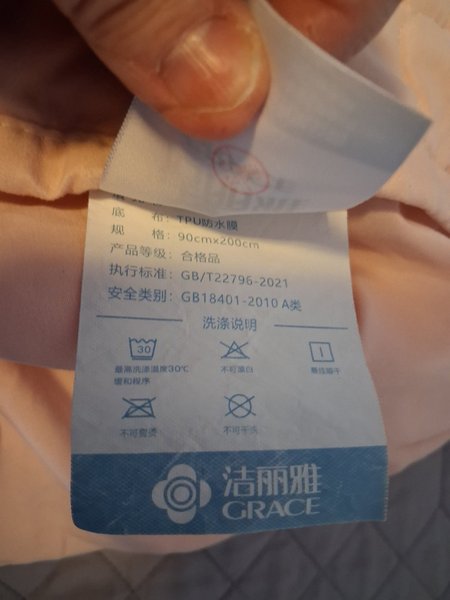 底 布：TPU防水膜
规 格：90cmx200cm
产品等级：合格品
执行标准：GB/T22796-2021
安全类别：GB18401-2010 A类
洗涤说明
30
最高洗涤温度30℃
缓和程序
不可漂白
悬挂晾干
不可熨烫
不可干洗
洁丽雅
GRACE